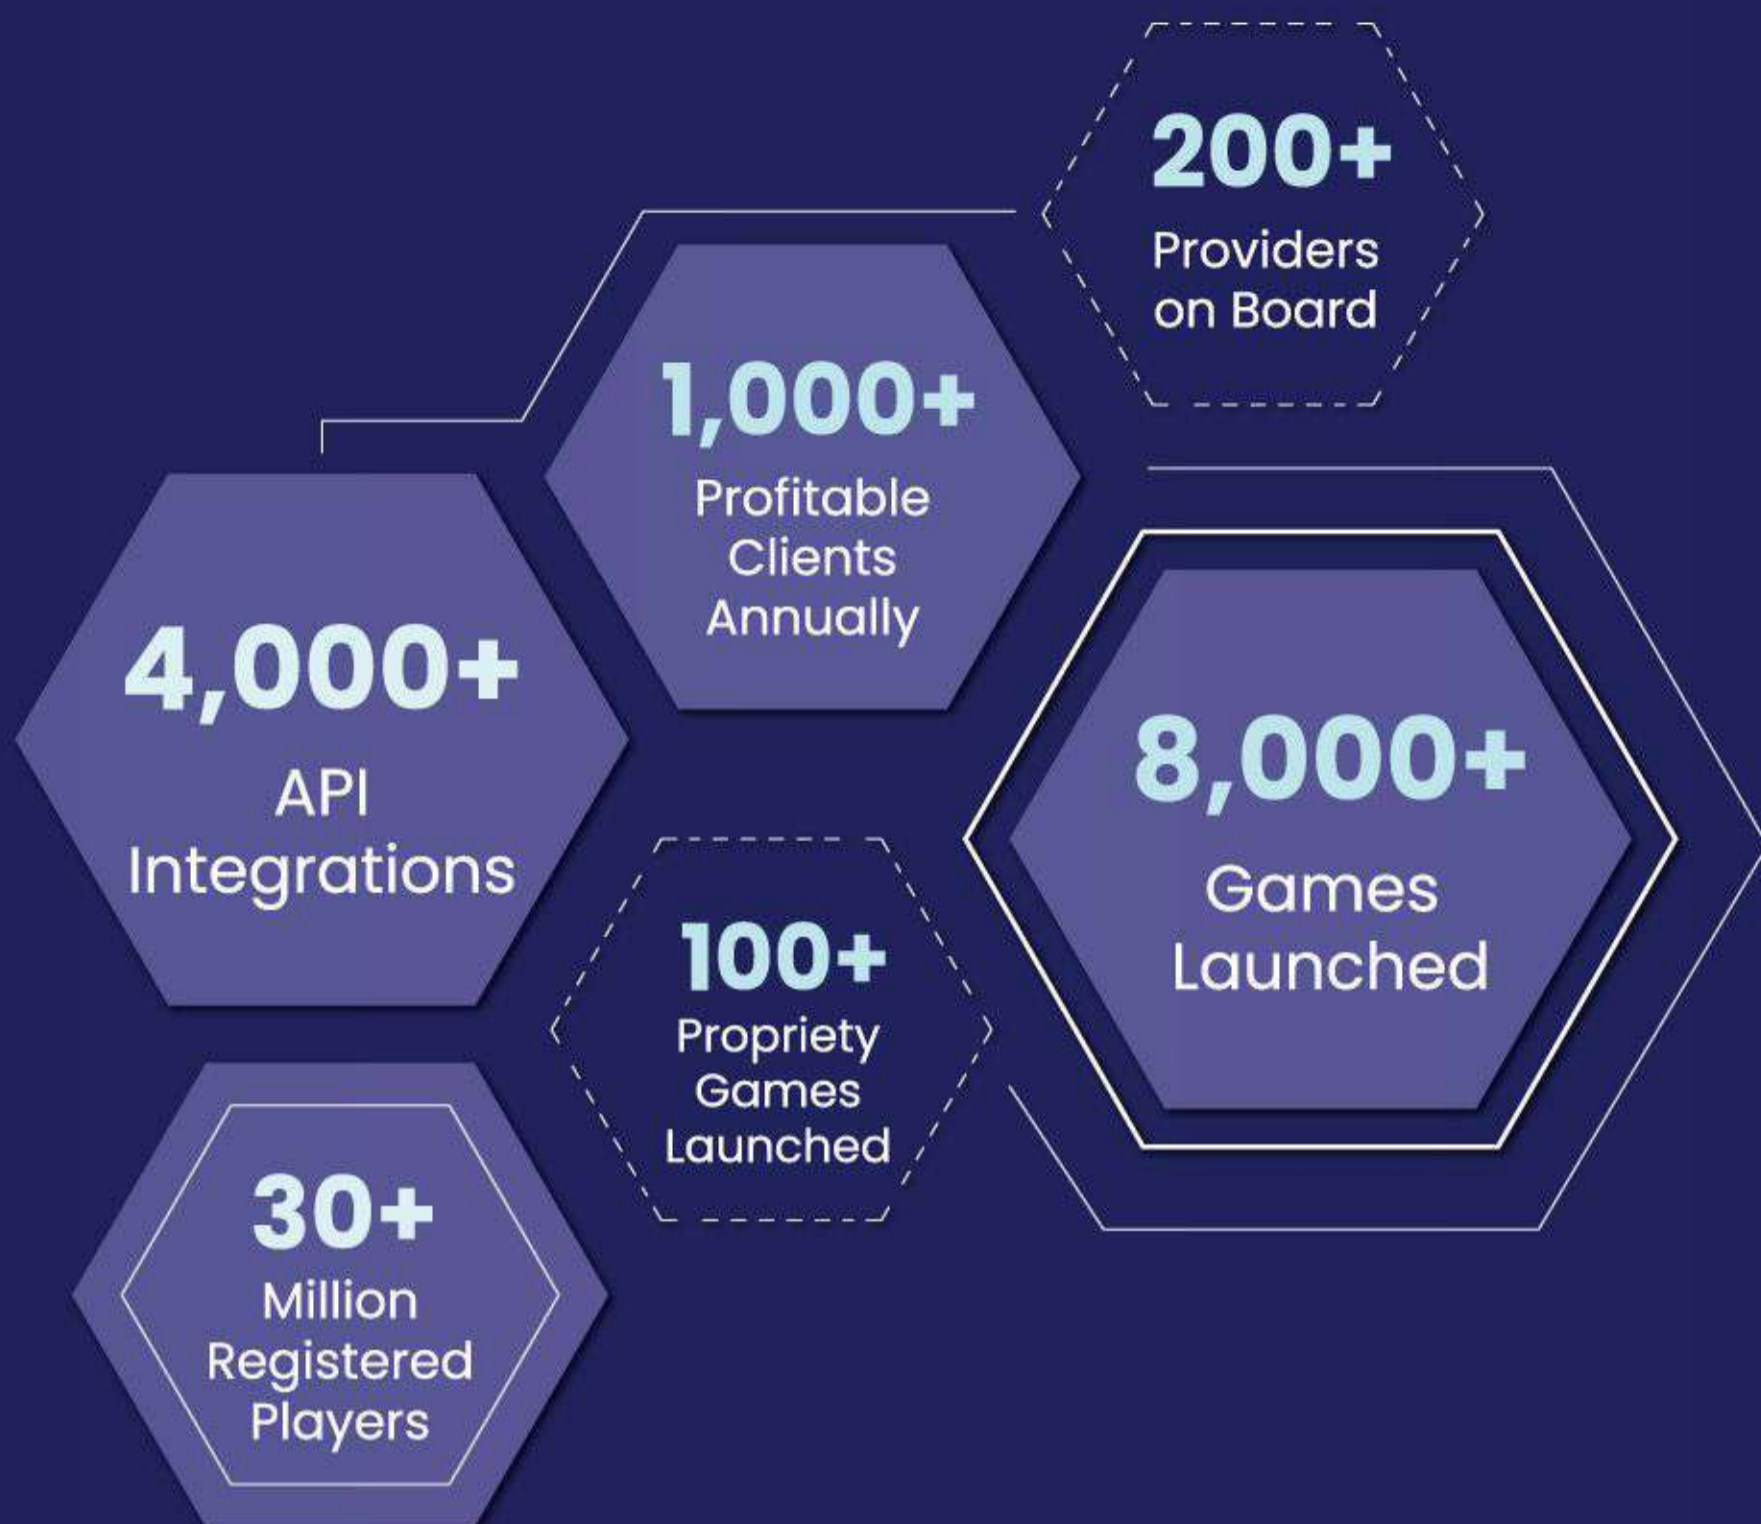 200+
Providers
on Board
1,000+
Profitable
Clients
Annually
4,000+
API
Integrations
8,000+
Games
Launched
100+
Propriety
Games
Launched
30+
Million
Registered
Players